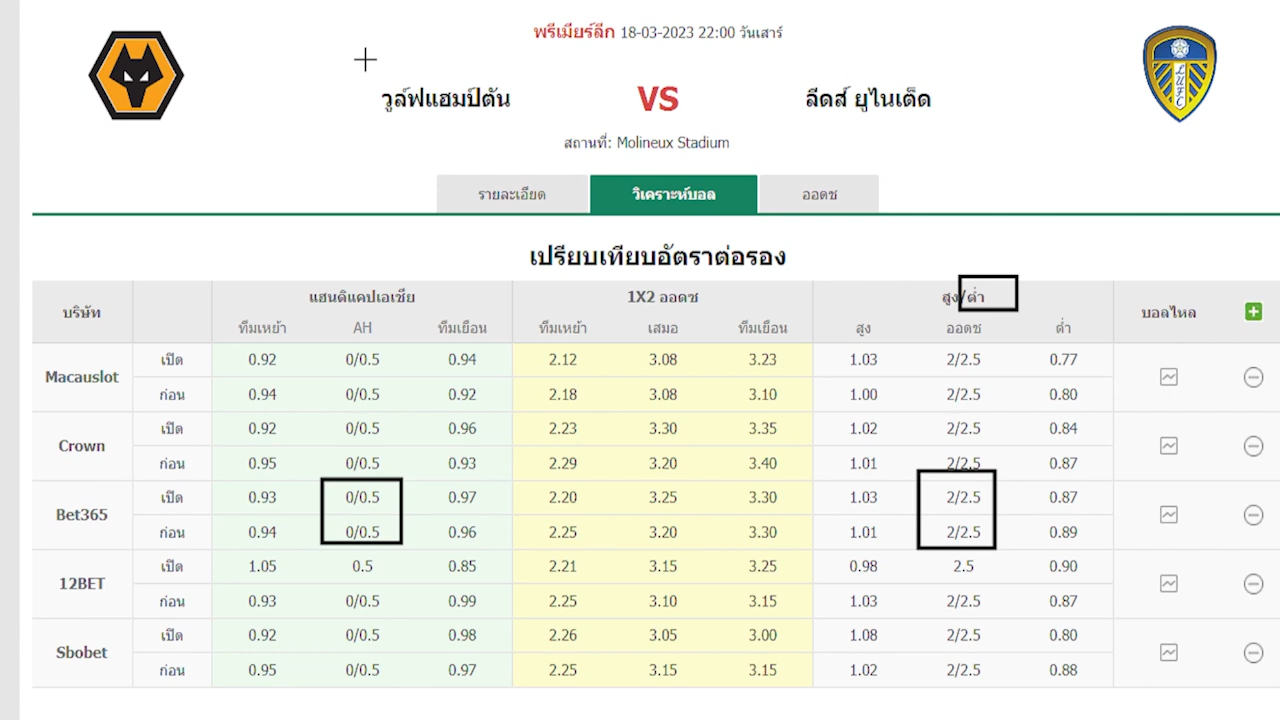 พรีเมียร์ลีก 18-03-2023 22:00 วันเสาร์
วูล์ฟแฮมป์ตัน VS ลีดส์ ยูไนเต็ด
LUFC
สถานที่: Molineux Stadium
รายละเอียด วิเคราะห์บอล ออดช
เปรียบเทียบอัตราต่อรอง
บริษัท แฮนดิแคปเอเชีย 1X2 ออดช สูง/ต่ำ บอลไหล
ทีมเหย้า AH ทีมเยือน ทีมเหย้า เสมอ ทีมเยือน สูง ออดช ต่ำ
Macauslot เปิด 0.92 0/0.5 0.94 2.12 3.08 3.23 1.03 2/2.5 0.77
ก่อน 0.94 0/0.5 0.92 2.18 3.08 3.10 1.00 2/2.5 0.80
Crown เปิด 0.92 0/0.5 0.96 2.23 3.30 3.35 1.02 2/2.5 0.84
ก่อน 0.95 0/0.5 0.93 2.29 3.20 3.40 1.01 2/2.5 0.87
Bet365 เปิด 0.93 0/0.5 0.97 2.20 3.25 3.30 1.03 2/2.5 0.87
ก่อน 0.94 0/0.5 0.96 2.25 3.20 3.30 1.01 2/2.5 0.89
12BET เปิด 1.05 0.5 0.85 2.21 3.15 3.25 0.98 2.5 0.90
ก่อน 0.93 0/0.5 0.99 2.25 3.10 3.15 1.03 2/2.5 0.87
Sbobet เปิด 0.92 0/0.5 0.98 2.26 3.05 3.00 1.08 2/2.5 0.80
ก่อน 0.95 0/0.5 0.97 2.25 3.15 3.15 1.02 2/2.5 0.88